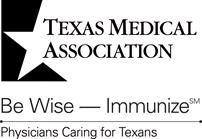 TEXAS MEDICAL
ASSOCIATION
Be Wise — Immunize℠
Physicians Caring for Texans